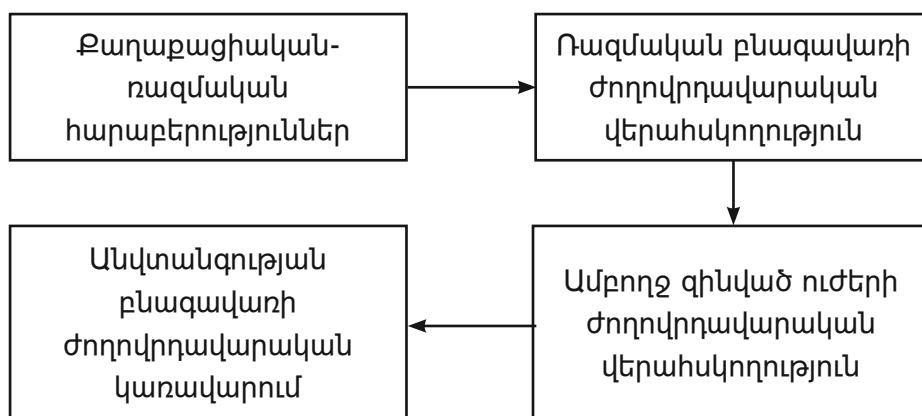 Քաղաքացիական-
ռազմական
հարաբերություններ
Ռազմական բնագավառի
ժողովրդավարական
վերահսկողություն
Ամբողջ զինված ուժերի
ժողովրդավարական
վերահսկողություն
Անվտանգության
բնագավառի
ժողովրդավարական
կառավարում